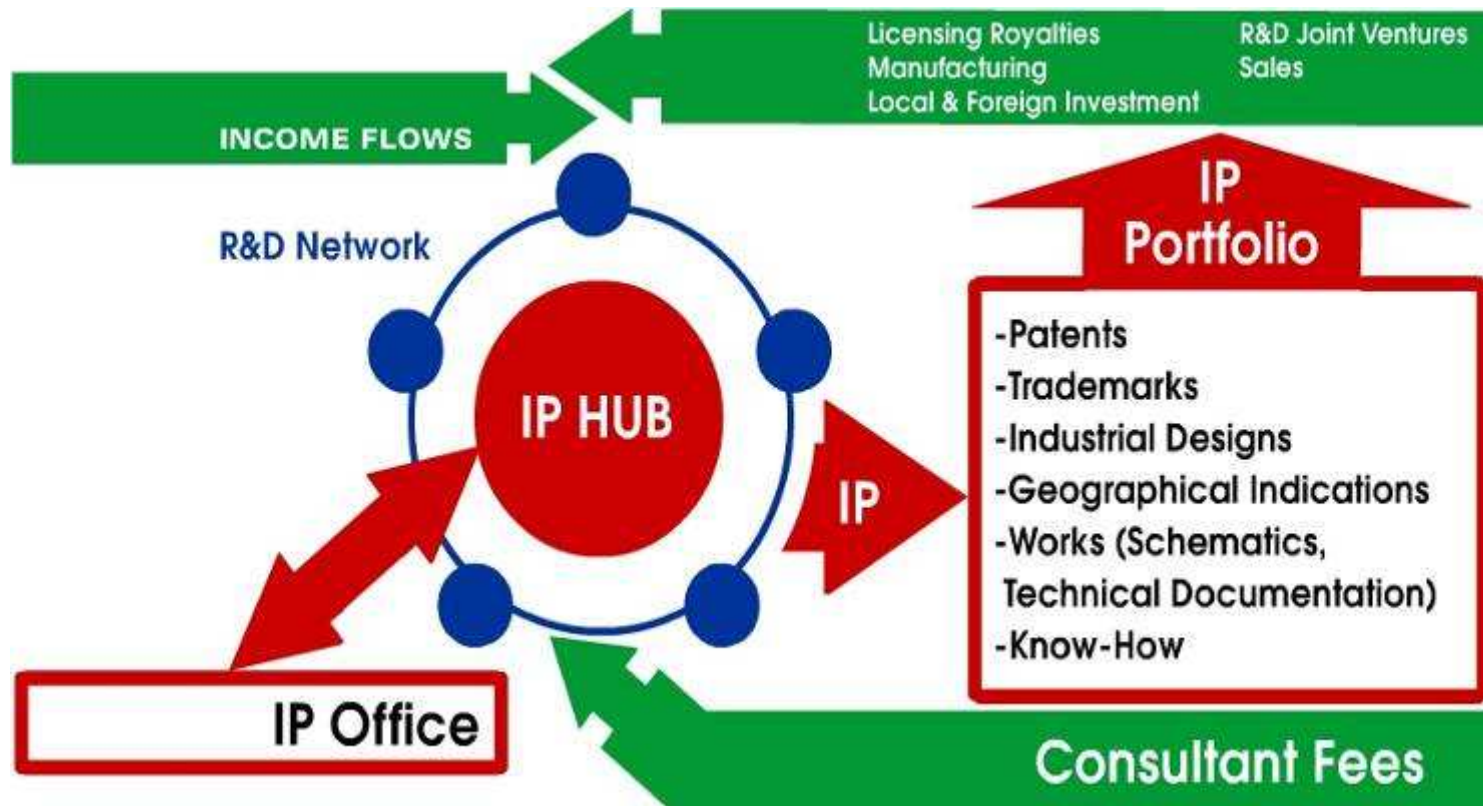 Licensing Royalties
Manufacturing
Local & Foreign Investment
R&D Joint Ventures
Sales
INCOME FLOWS
R&D Network
IP HUB
IP
IP Office
IP
Portfolio
-Patents
-Trademarks
-Industrial Designs
-Geographical Indications
-Works (Schematics,
Technical Documentation)
-Know-How
Consultant Fees